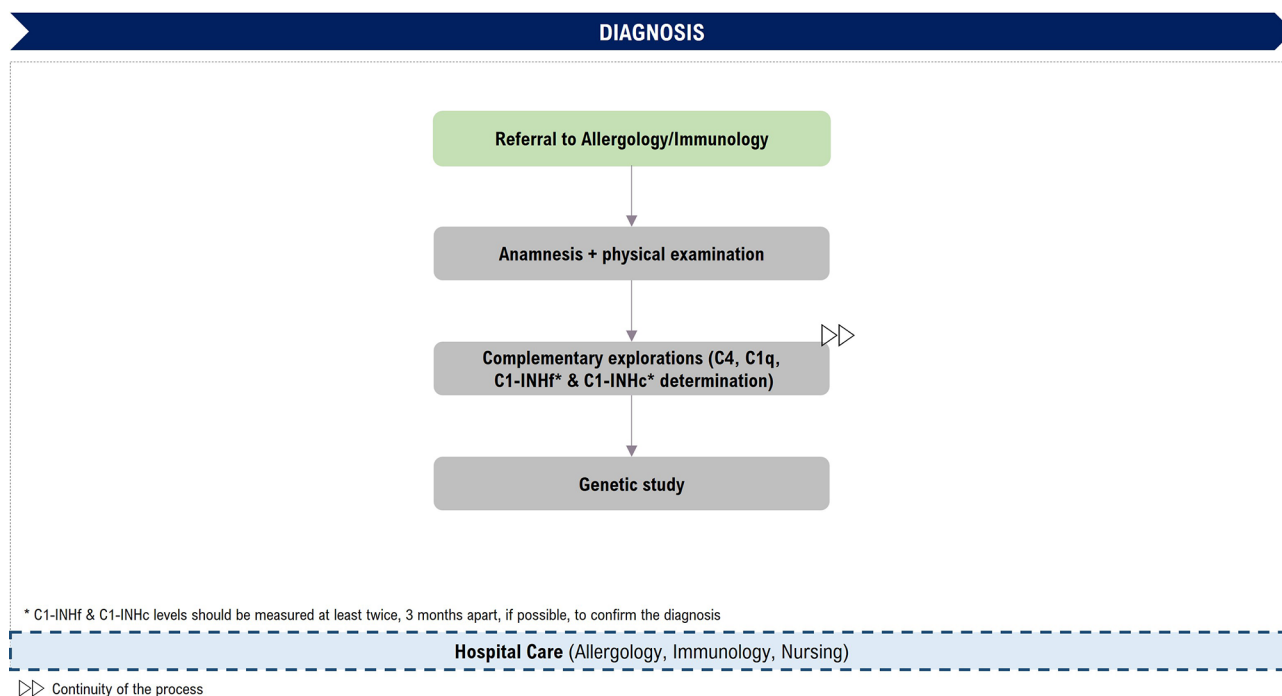 DIAGNOSIS
Referral to Allergology/Immunology
Anamnesis + physical examination
Complementary explorations (C4, C1q,
C1-INHf* & C1-INHc* determination)
Genetic study
* C1-INHf & C1-INHc levels should be measured at least twice, 3 months apart, if possible, to confirm the diagnosis
Hospital Care (Allergology, Immunology, Nursing)
Continuity of the process